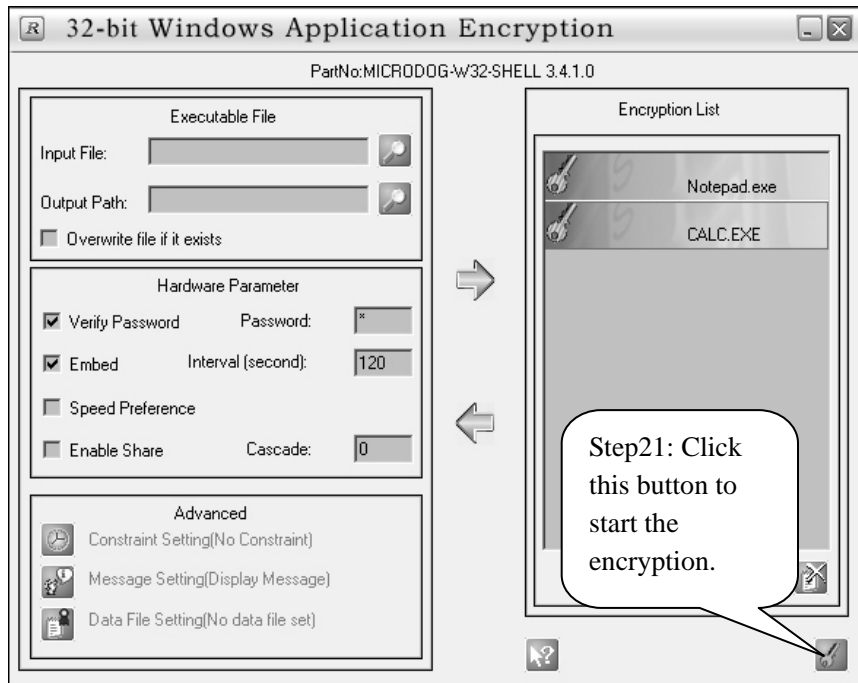 R 32-bit Windows Application Encryption
PartNo:MICRODOG-W32-SHELL 3.4.1.0
Executable File
Input File:
Output Path:
Overwrite file if it exists
Hardware Parameter
Verify Password Password: *
Embed Interval (second): 120
Speed Preference
Enable Share Cascade: 0
Advanced
Constraint Setting(No Constraint)
Message Setting(Display Message)
Data File Setting(No data file set)
Encryption List
Notepad.exe
CALC.EXE
Step21: Click
this button to
start the
encryption.